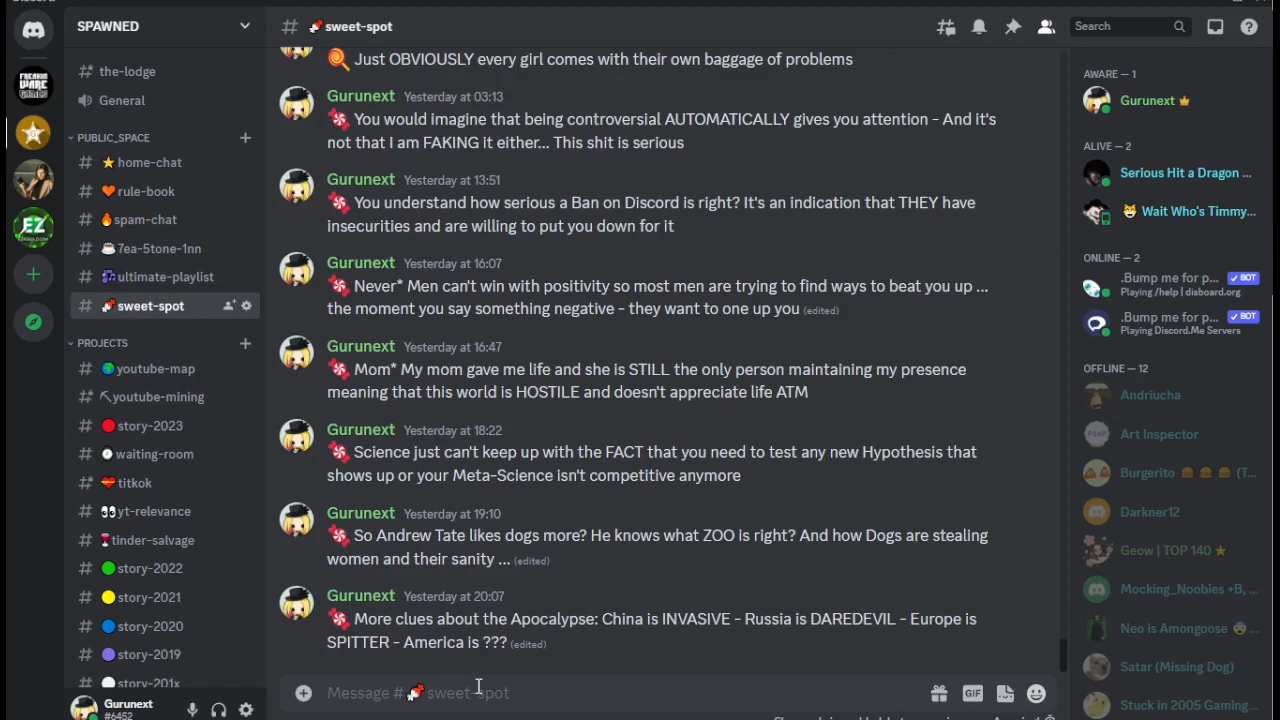 SPAWNED
the-lodge
General
PUBLIC_SPACE
home-chat
rule-book
spam-chat
7ea-5tone-1nn
ultimate-playlist
sweet-spot
PROJECTS
youtube-map
youtube-mining
story-2023
waiting-room
titkok
yt-relevance
tinder-salvage
story-2022
story-2021
story-2020
story-2019
story-201x
Gurunext
#6452
FREAKIN
WARE
GAMES
EZ
sweet-spot
Search
Just OBVIOUSLY every girl comes with their own baggage of problems
Gurunext Yesterday at 03:13
You would imagine that being controversial AUTOMATICALLY gives you attention - And it's
not that I am FAKING it either... This shit is serious
Gurunext Yesterday at 13:51
You understand how serious a Ban on Discord is right? It's an indication that THEY have
insecurities and are willing to put you down for it
Gurunext Yesterday at 16:07
Never* Men can't win with positivity so most men are trying to find ways to beat you up ...
the moment you say something negative - they want to one up you (edited)
Gurunext Yesterday at 16:47
Mom* My mom gave me life and she is STILL the only person maintaining my presence
meaning that this world is HOSTILE and doesn't appreciate life ATM
Gurunext Yesterday at 18:22
Science just can't keep up with the FACT that you need to test any new Hypothesis that
shows up or your Meta-Science isn't competitive anymore
Gurunext Yesterday at 19:10
So Andrew Tate likes dogs more? He knows what ZOO is right? And how Dogs are stealing
women and their sanity ... (edited)
Gurunext Yesterday at 20:07
More clues about the Apocalypse: China is INVASIVE - Russia is DAREDEVIL - Europe is
SPITTER - America is ??? (edited)
Message # sweet-spot
GIF
AWARE — 1
Gurunext
ALIVE — 2
Serious Hit a Dragon ...
Wait Who's Timmy...
ONLINE — 2
.Bump me for p... BOT
Playing /help | disboard.org
.Bump me for p... BOT
Playing Discord.Me Servers
OFFLINE — 12
Andriucha
Art Inspector
Burgerito (T...
Darkner12
Geow | TOP 140
Mocking_Noobies +B, ...
Neo is Amongoose ...
Satar (Missing Dog)
Stuck in 2005 Gaming...